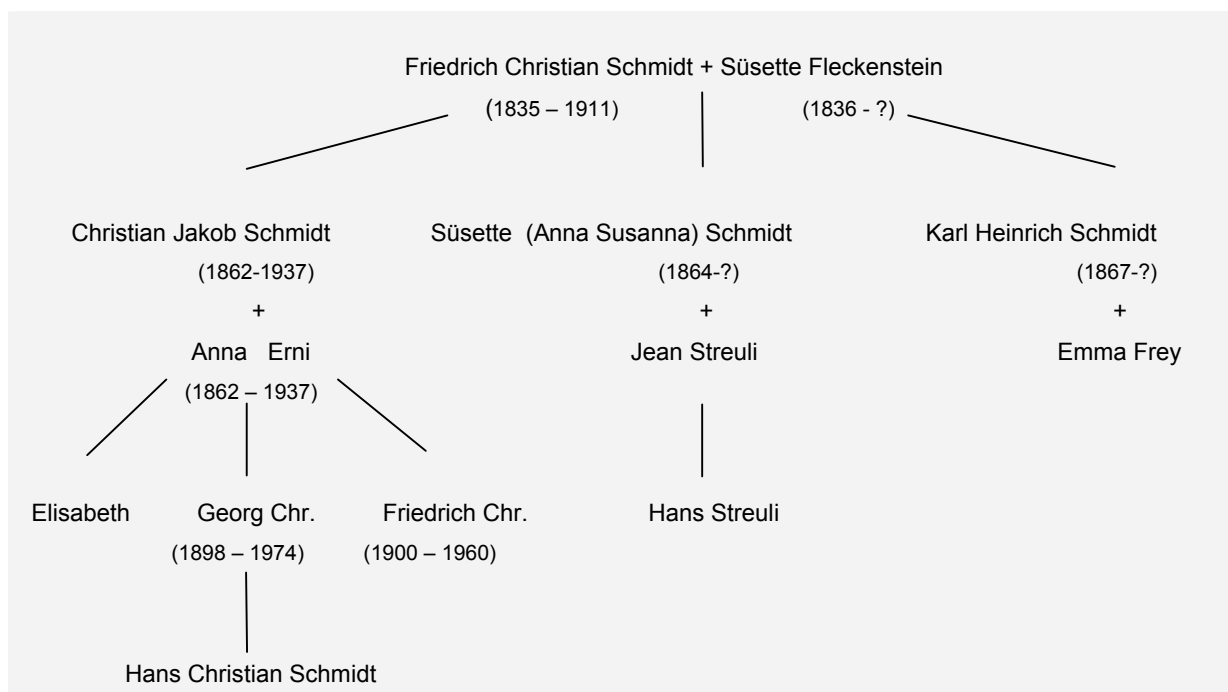 Friedrich Christian Schmidt + Süsette Fleckenstein
(1835 – 1911) (1836 - ?)
Christian Jakob Schmidt Süsette (Anna Susanna) Schmidt Karl Heinrich Schmidt
(1862-1937) (1864-?) (1867-?)
+ + +
Anna Erni Jean Streuli Emma Frey
(1862 – 1937)
Elisabeth Georg Chr. Friedrich Chr. Hans Streuli
(1898 – 1974) (1900 – 1960)
Hans Christian Schmidt